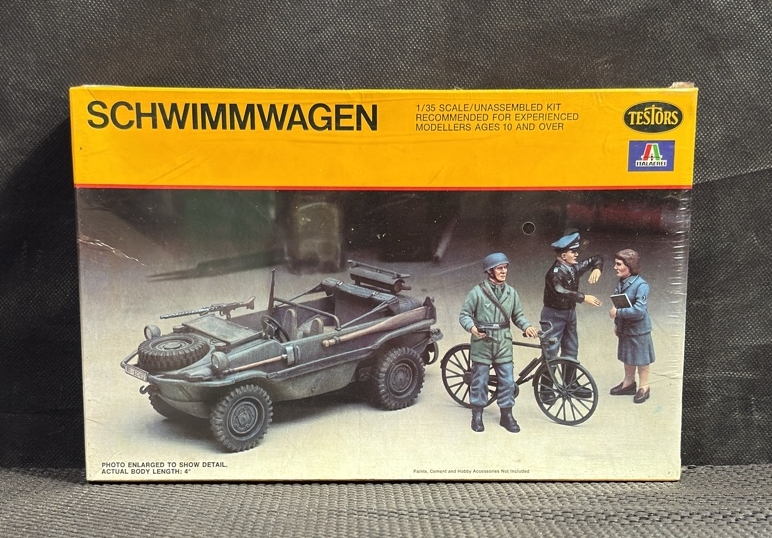 SCHWIMMWAGEN
1/35 SCALE/UNASSEMBLED KIT
RECOMMENDED FOR EXPERIENCED
MODELLERS AGES 10 AND OVER
TESTORS
ITALAEREI
PHOTO ENLARGED TO SHOW DETAIL.
ACTUAL BODY LENGTH: 4"
Paints, Cement and Hobby Accessories Not Included